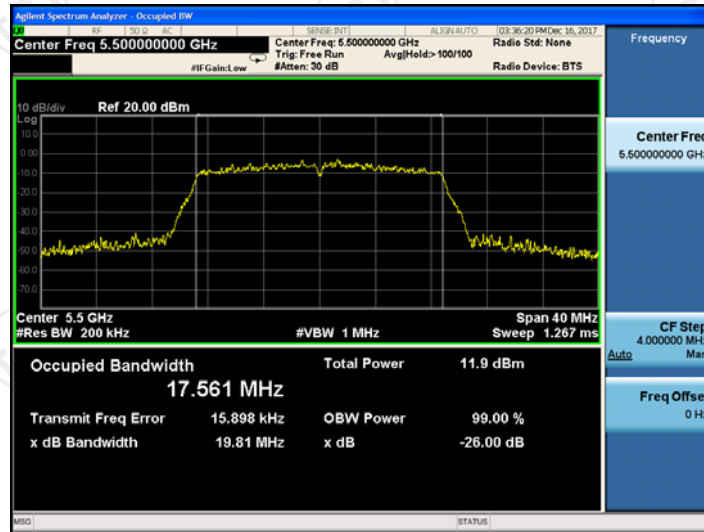 Agilent Spectrum Analyzer - Occupied BW
RF 50 Ω AC SENSE:INT ALIGN AUTO 03:36:20 PM Dec 16, 2017
Center Freq 5.500000000 GHz
Center Freq: 5.500000000 GHz
Radio Std: None
Trig: Free Run Avg|Hold:> 100/100
#IFGain:Low #Atten: 30 dB Radio Device: BTS
Frequency
10 dB/div Ref 20.00 dBm
Log
10.0
0.00
-10.0
-20.0
-30.0
-40.0
-50.0
-60.0
-70.0
Center 5.5 GHz Span 40 MHz
#Res BW 200 kHz #VBW 1 MHz Sweep 1.267 ms
Occupied Bandwidth Total Power 11.9 dBm
17.561 MHz
Transmit Freq Error 15.898 kHz OBW Power 99.00 %
x dB Bandwidth 19.81 MHz x dB -26.00 dB
Center Freq
5.500000000 GHz
CF Step
4.000000 MHz
Auto Man
Freq Offse
0 Hz
MSG STATUS